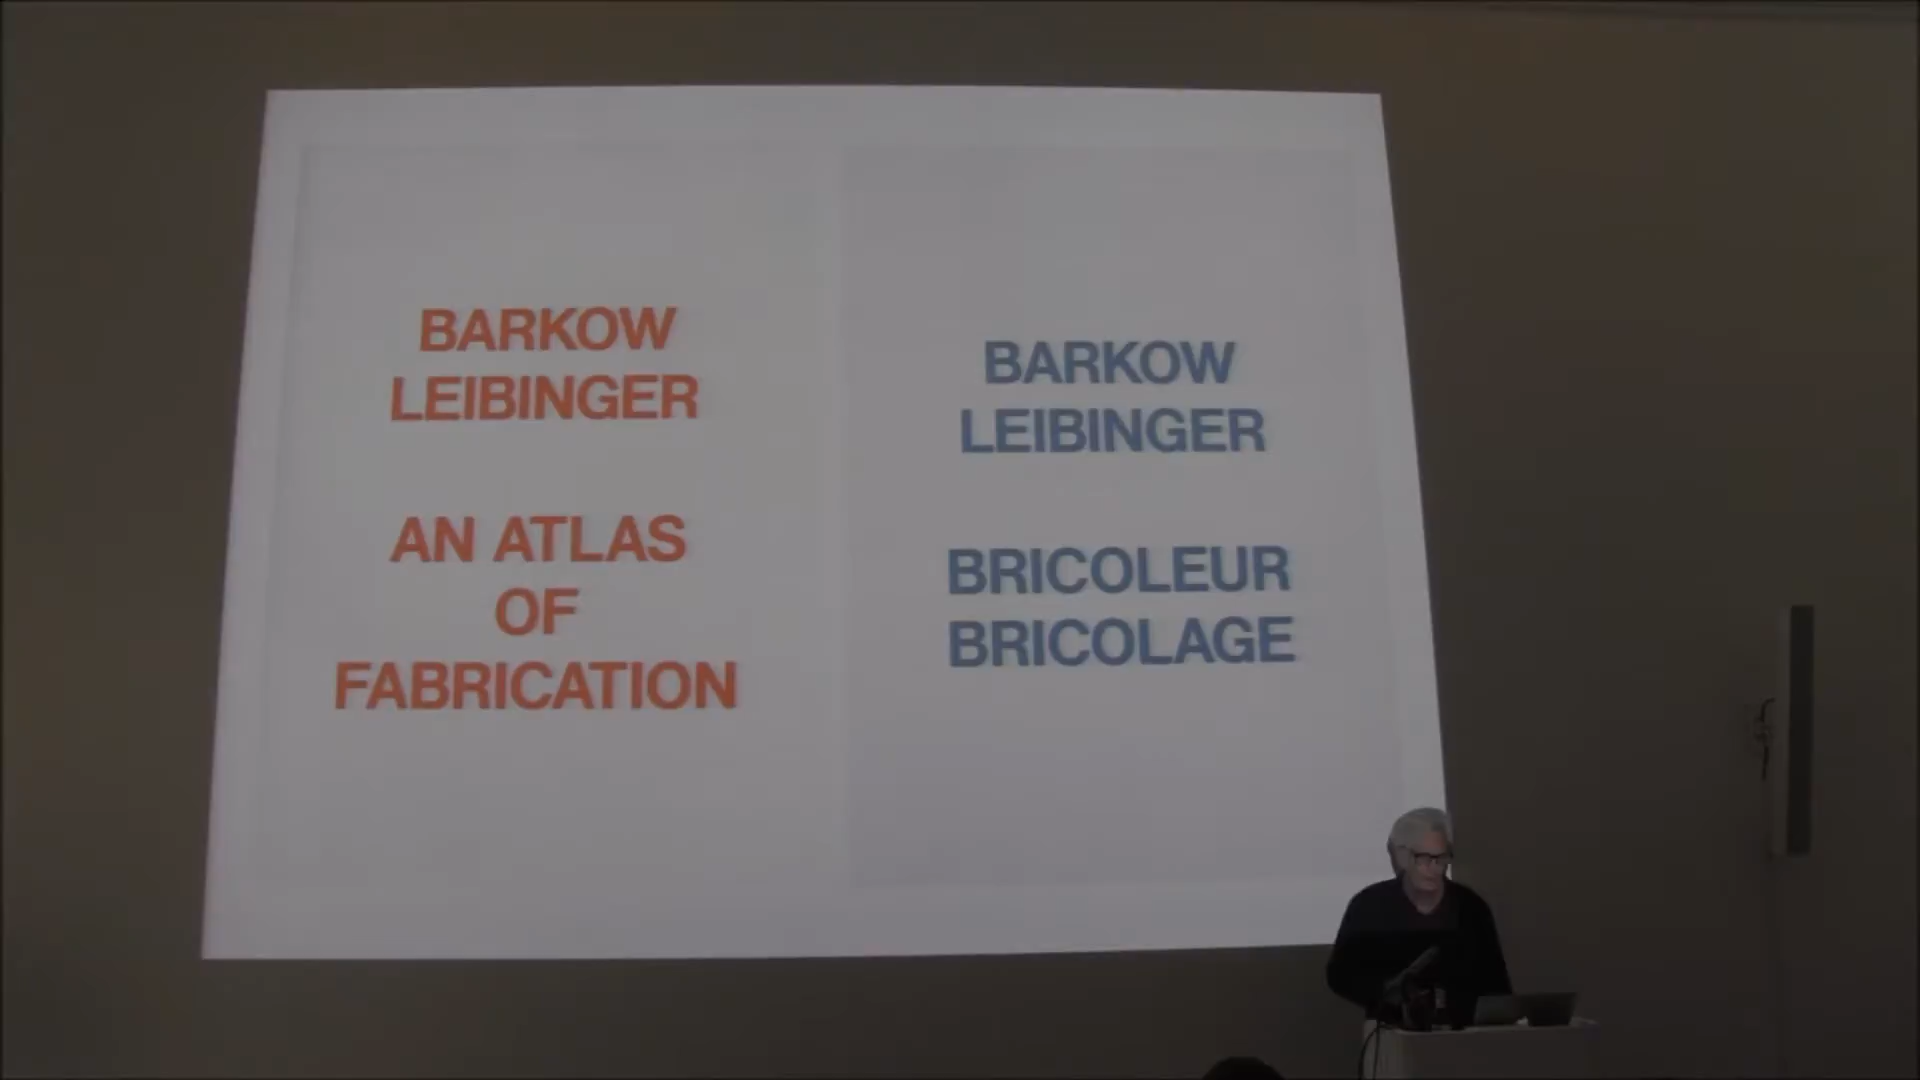 BARKOW
LEIBINGER
AN ATLAS
OF
FABRICATION
BARKOW
LEIBINGER
BRICOLEUR
BRICOLAGE